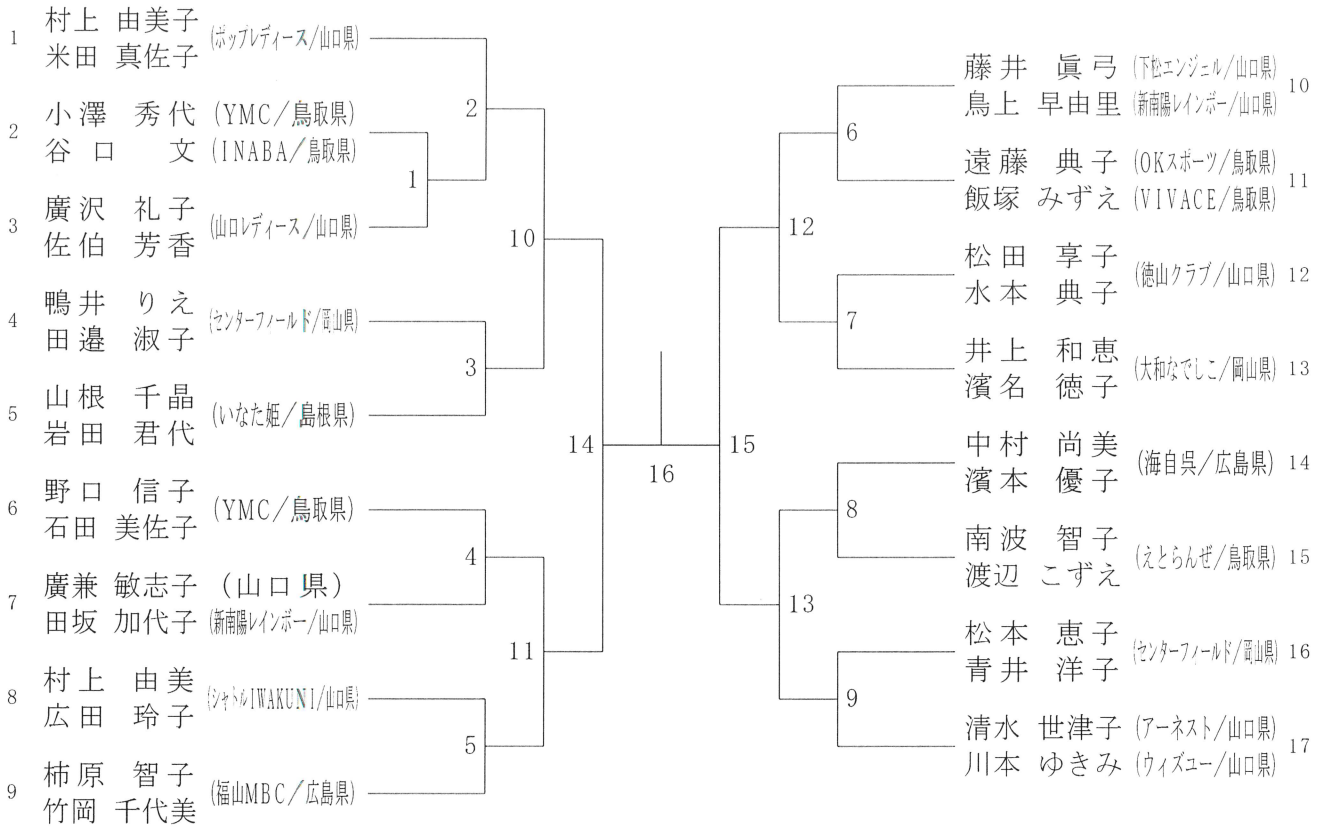 1 村上 由美子 (ポップレディース/山口県)
米田 真佐子
2 小澤 秀代 (YMC/鳥取県)
谷口 文 (INABA/鳥取県)
3 廣沢 礼子 (山口レディース/山口県)
佐伯 芳香
4 鴨井 りえ (センターフィールド/岡山県)
田邉 淑子
5 山根 千晶 (いなた姫/島根県)
岩田 君代
6 野口 信子 (YMC/鳥取県)
石田 美佐子
7 廣兼 敏志子 (山口県)
田坂 加代子 (新南陽レインボー/山口県)
8 村上 由美 (シャトルIWAKUNI/山口県)
広田 玲子
9 柿原 智子 (福山MBC/広島県)
竹岡 千代美
2
1
10
3
14
4
11
5
16
藤井 眞弓 (下松エンジェル/山口県) 10
鳥上 早由里 (新南陽レインボー/山口県)
遠藤 典子 (OKスポーツ/鳥取県) 11
飯塚 みずえ (VIVACE/鳥取県)
松田 享子 (徳山クラブ/山口県) 12
水本 典子
井上 和恵 (大和なでしこ/岡山県) 13
濱名 徳子
中村 尚美 (海自呉/広島県) 14
濱本 優子
南波 智子 (えとらんぜ/鳥取県) 15
渡辺 こずえ
松本 恵子 (センターフィールド/岡山県) 16
青井 洋子
清水 世津子 (アーネスト/山口県) 17
川本 ゆきみ (ウィズユー/山口県)
6
12
7
15
8
13
9